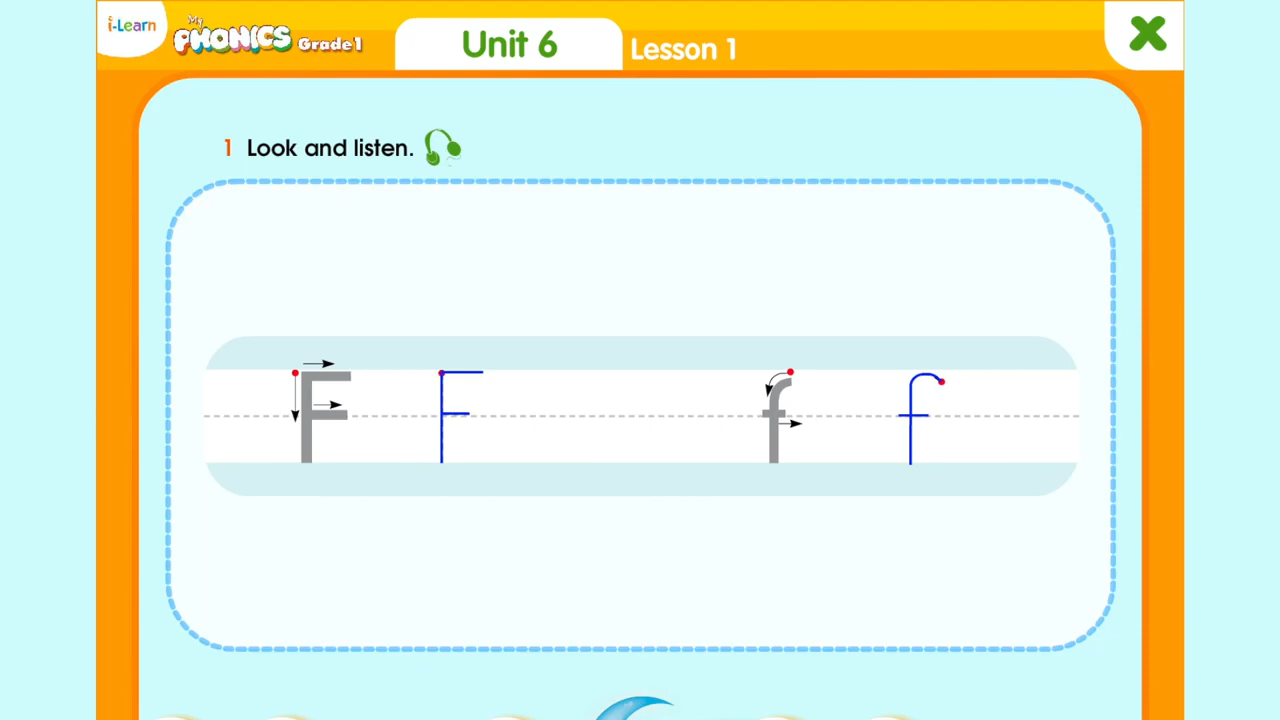 i-Learn
My
PHONICS Grade 1
Unit 6
Lesson 1
1 Look and listen.
F F f f